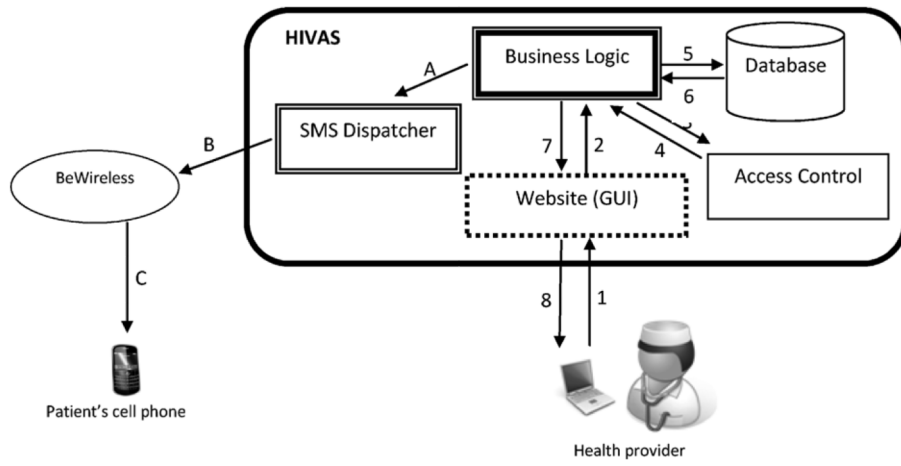 HIVAS
Business Logic
5
Database
A
6
SMS Dispatcher
B
7
2
4
BeWireless
Access Control
Website (GUI)
C
8
1
Patient's cell phone
Health provider